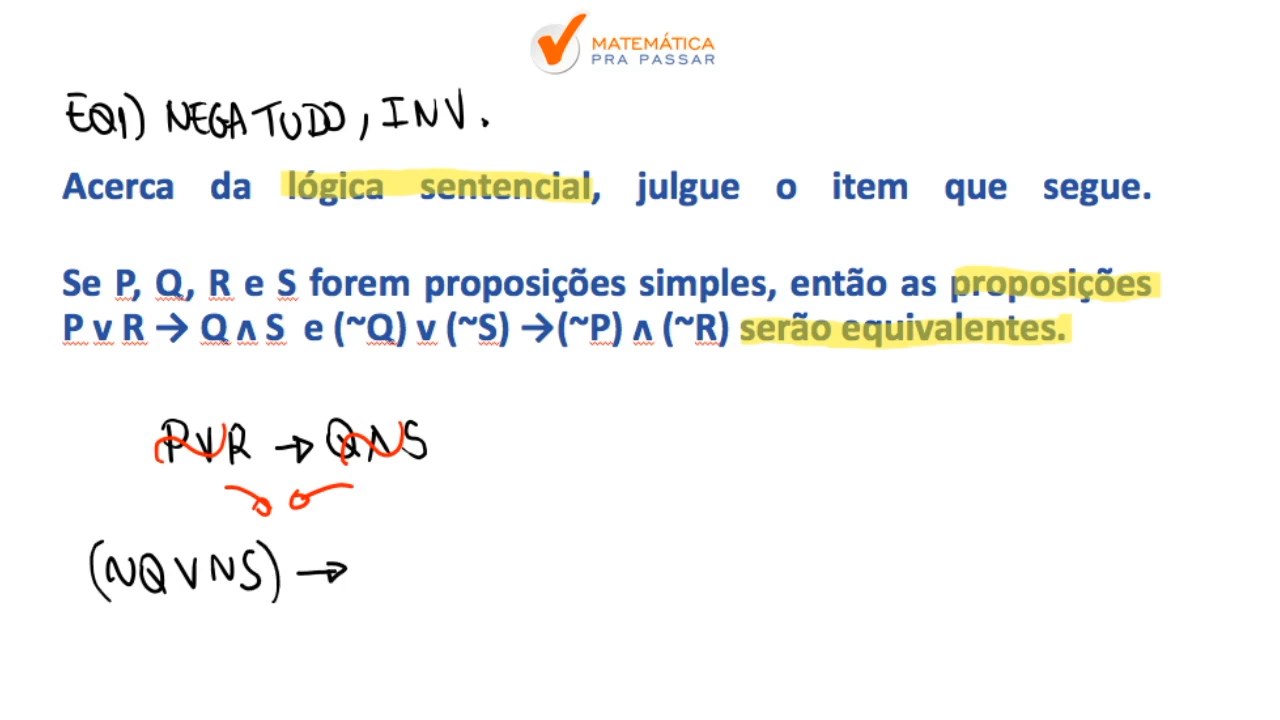 MATEMÁTICA
PRA PASSAR
EQ1) NEGA TUDO, INV.
Acerca da lógica sentencial, julgue o item que segue.
Se P, Q, R e S forem proposições simples, então as proposições
P v R → Q ʌ S e (~Q) v (~S) →(~P) ʌ (~R) serão equivalentes.
P V R → Q Λ S
(~Q V ~S) →